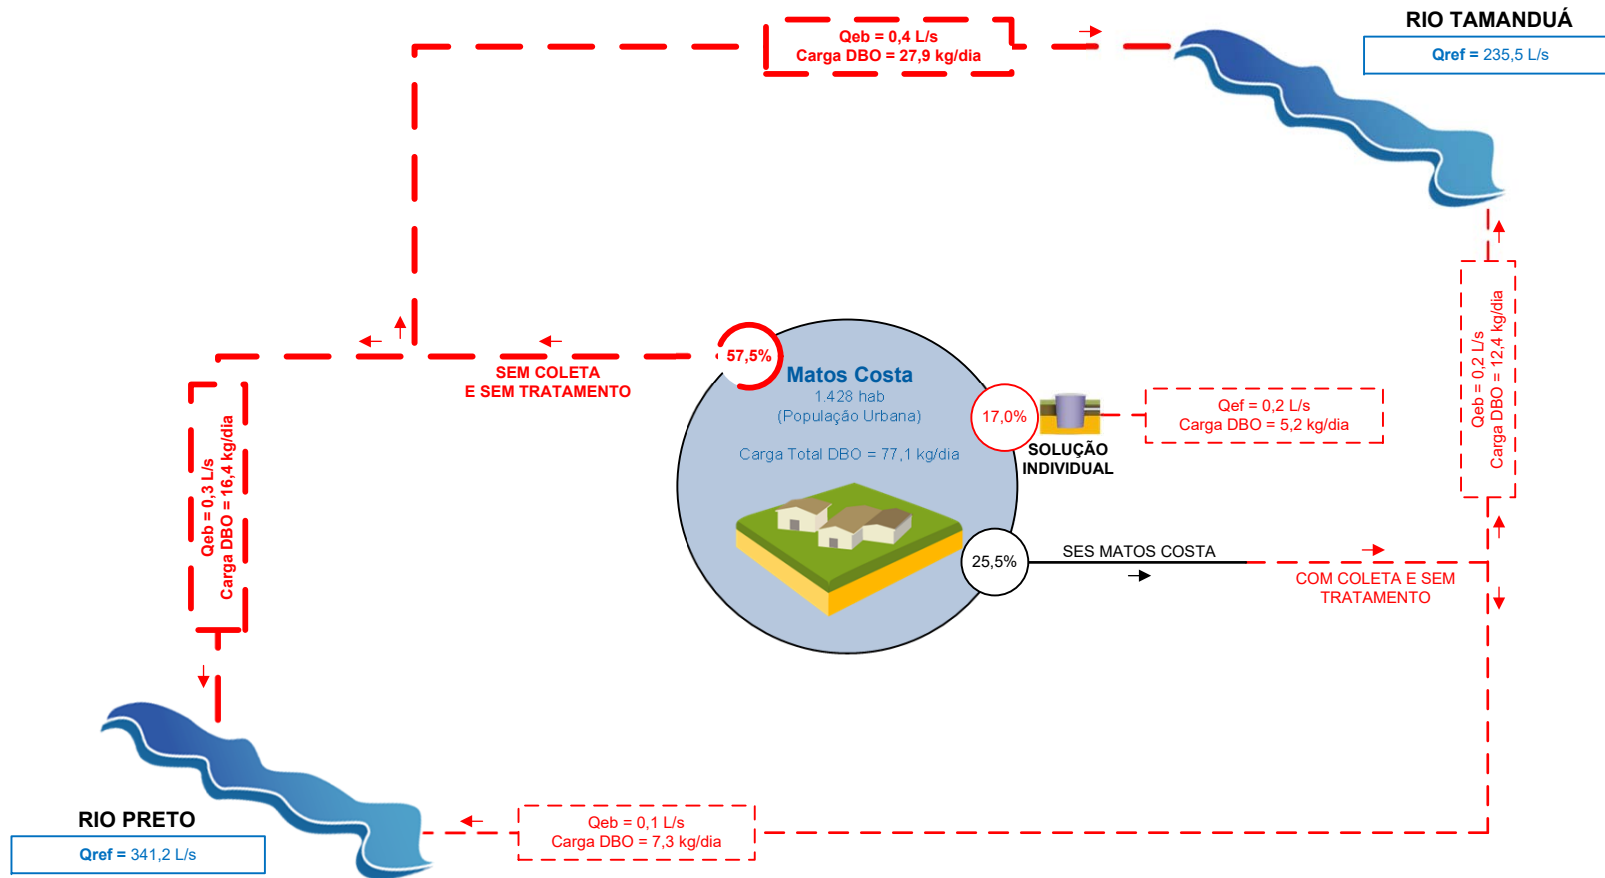 RIO TAMANDUÁ
Qref = 235,5 L/s
Qeb = 0,4 L/s
Carga DBO = 27,9 kg/dia
57,5%
SEM COLETA
E SEM TRATAMENTO
Matos Costa
1.428 hab
(População Urbana)
Carga Total DBO = 77,1 kg/dia
17,0%
SOLUÇÃO
INDIVIDUAL
Qef = 0,2 L/s
Carga DBO = 5,2 kg/dia
Qeb = 0,2 L/s
Carga DBO = 12,4 kg/dia
Qeb = 0,3 L/s
Carga DBO = 16,4 kg/dia
25,5%
SES MATOS COSTA
COM COLETA E SEM
TRATAMENTO
RIO PRETO
Qref = 341,2 L/s
Qeb = 0,1 L/s
Carga DBO = 7,3 kg/dia